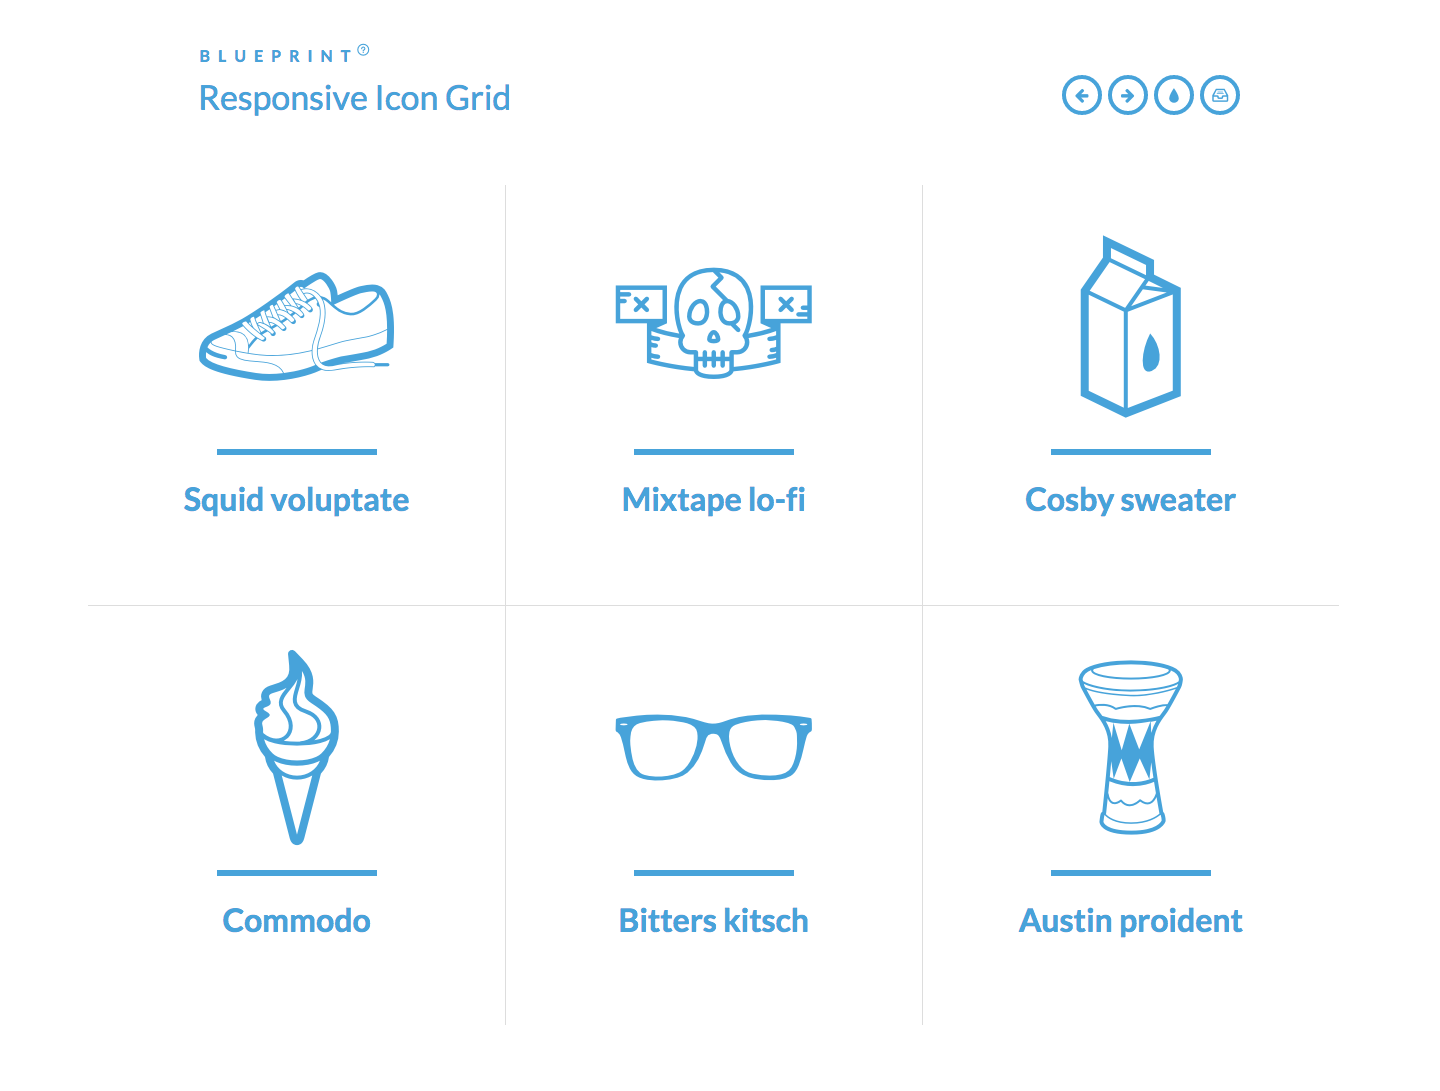 BLUEPRINT?
Responsive Icon Grid
Squid voluptate
Mixtape lo-fi
Cosby sweater
Commodo
Bitters kitsch
Austin proident